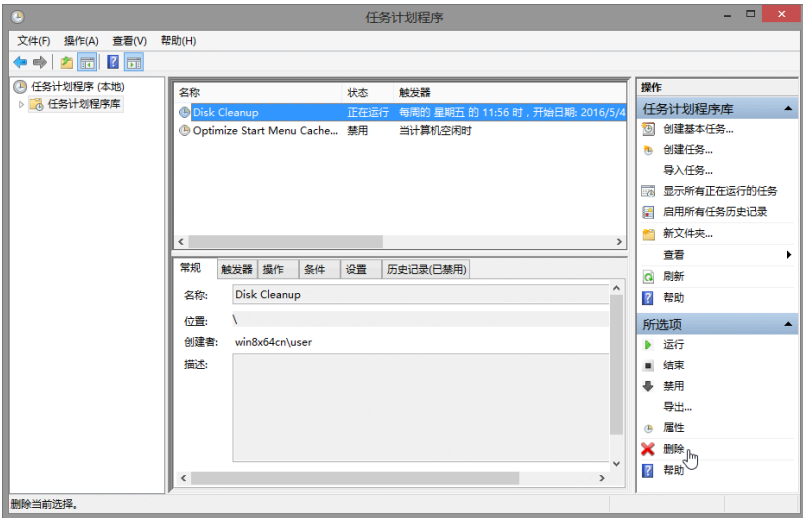 任务计划程序
文件(F) 操作(A) 查看(V) 帮助(H)
任务计划程序 (本地)
任务计划程序库
名称 状态 触发器
Disk Cleanup 正在运行 每周的 星期五 的 11:56 时，开始日期: 2016/5/4
Optimize Start Menu Cache... 禁用 当计算机空闲时
常规 触发器 操作 条件 设置 历史记录(已禁用)
名称: Disk Cleanup
位置: \
创建者: win8x64cn\user
描述:
操作
任务计划程序库
创建基本任务...
创建任务...
导入任务...
显示所有正在运行的任务
启用所有任务历史记录
新文件夹...
查看
刷新
帮助
所选项
运行
结束
禁用
导出...
属性
删除
帮助
删除当前选择。